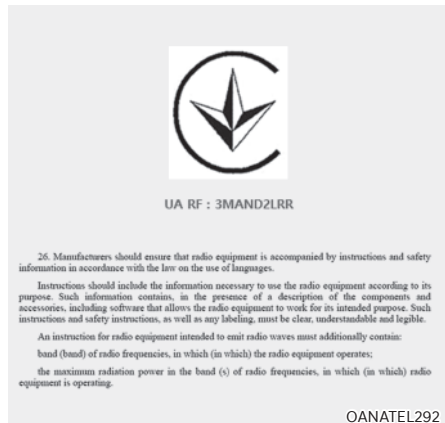 UA RF : 3MAND2LRR
26. Manufacturers should ensure that radio equipment is accompanied by instructions and safety
information in accordance with the law on the use of languages.
Instructions should include the information necessary to use the radio equipment according to its
purpose. Such information contains, in the presence of a description of the components and
accessories, including software that allows the radio equipment to work for its intended purpose. Such
instructions and safety instructions, as well as any labeling, must be clear, understandable and legible.
An instruction for radio equipment intended to emit radio waves must additionally contain:
band (band) of radio frequencies, in which (in which) the radio equipment operates;
the maximum radiation power in the band (s) of radio frequencies, in which (in which) radio
equipment is operating.
OANATEL292